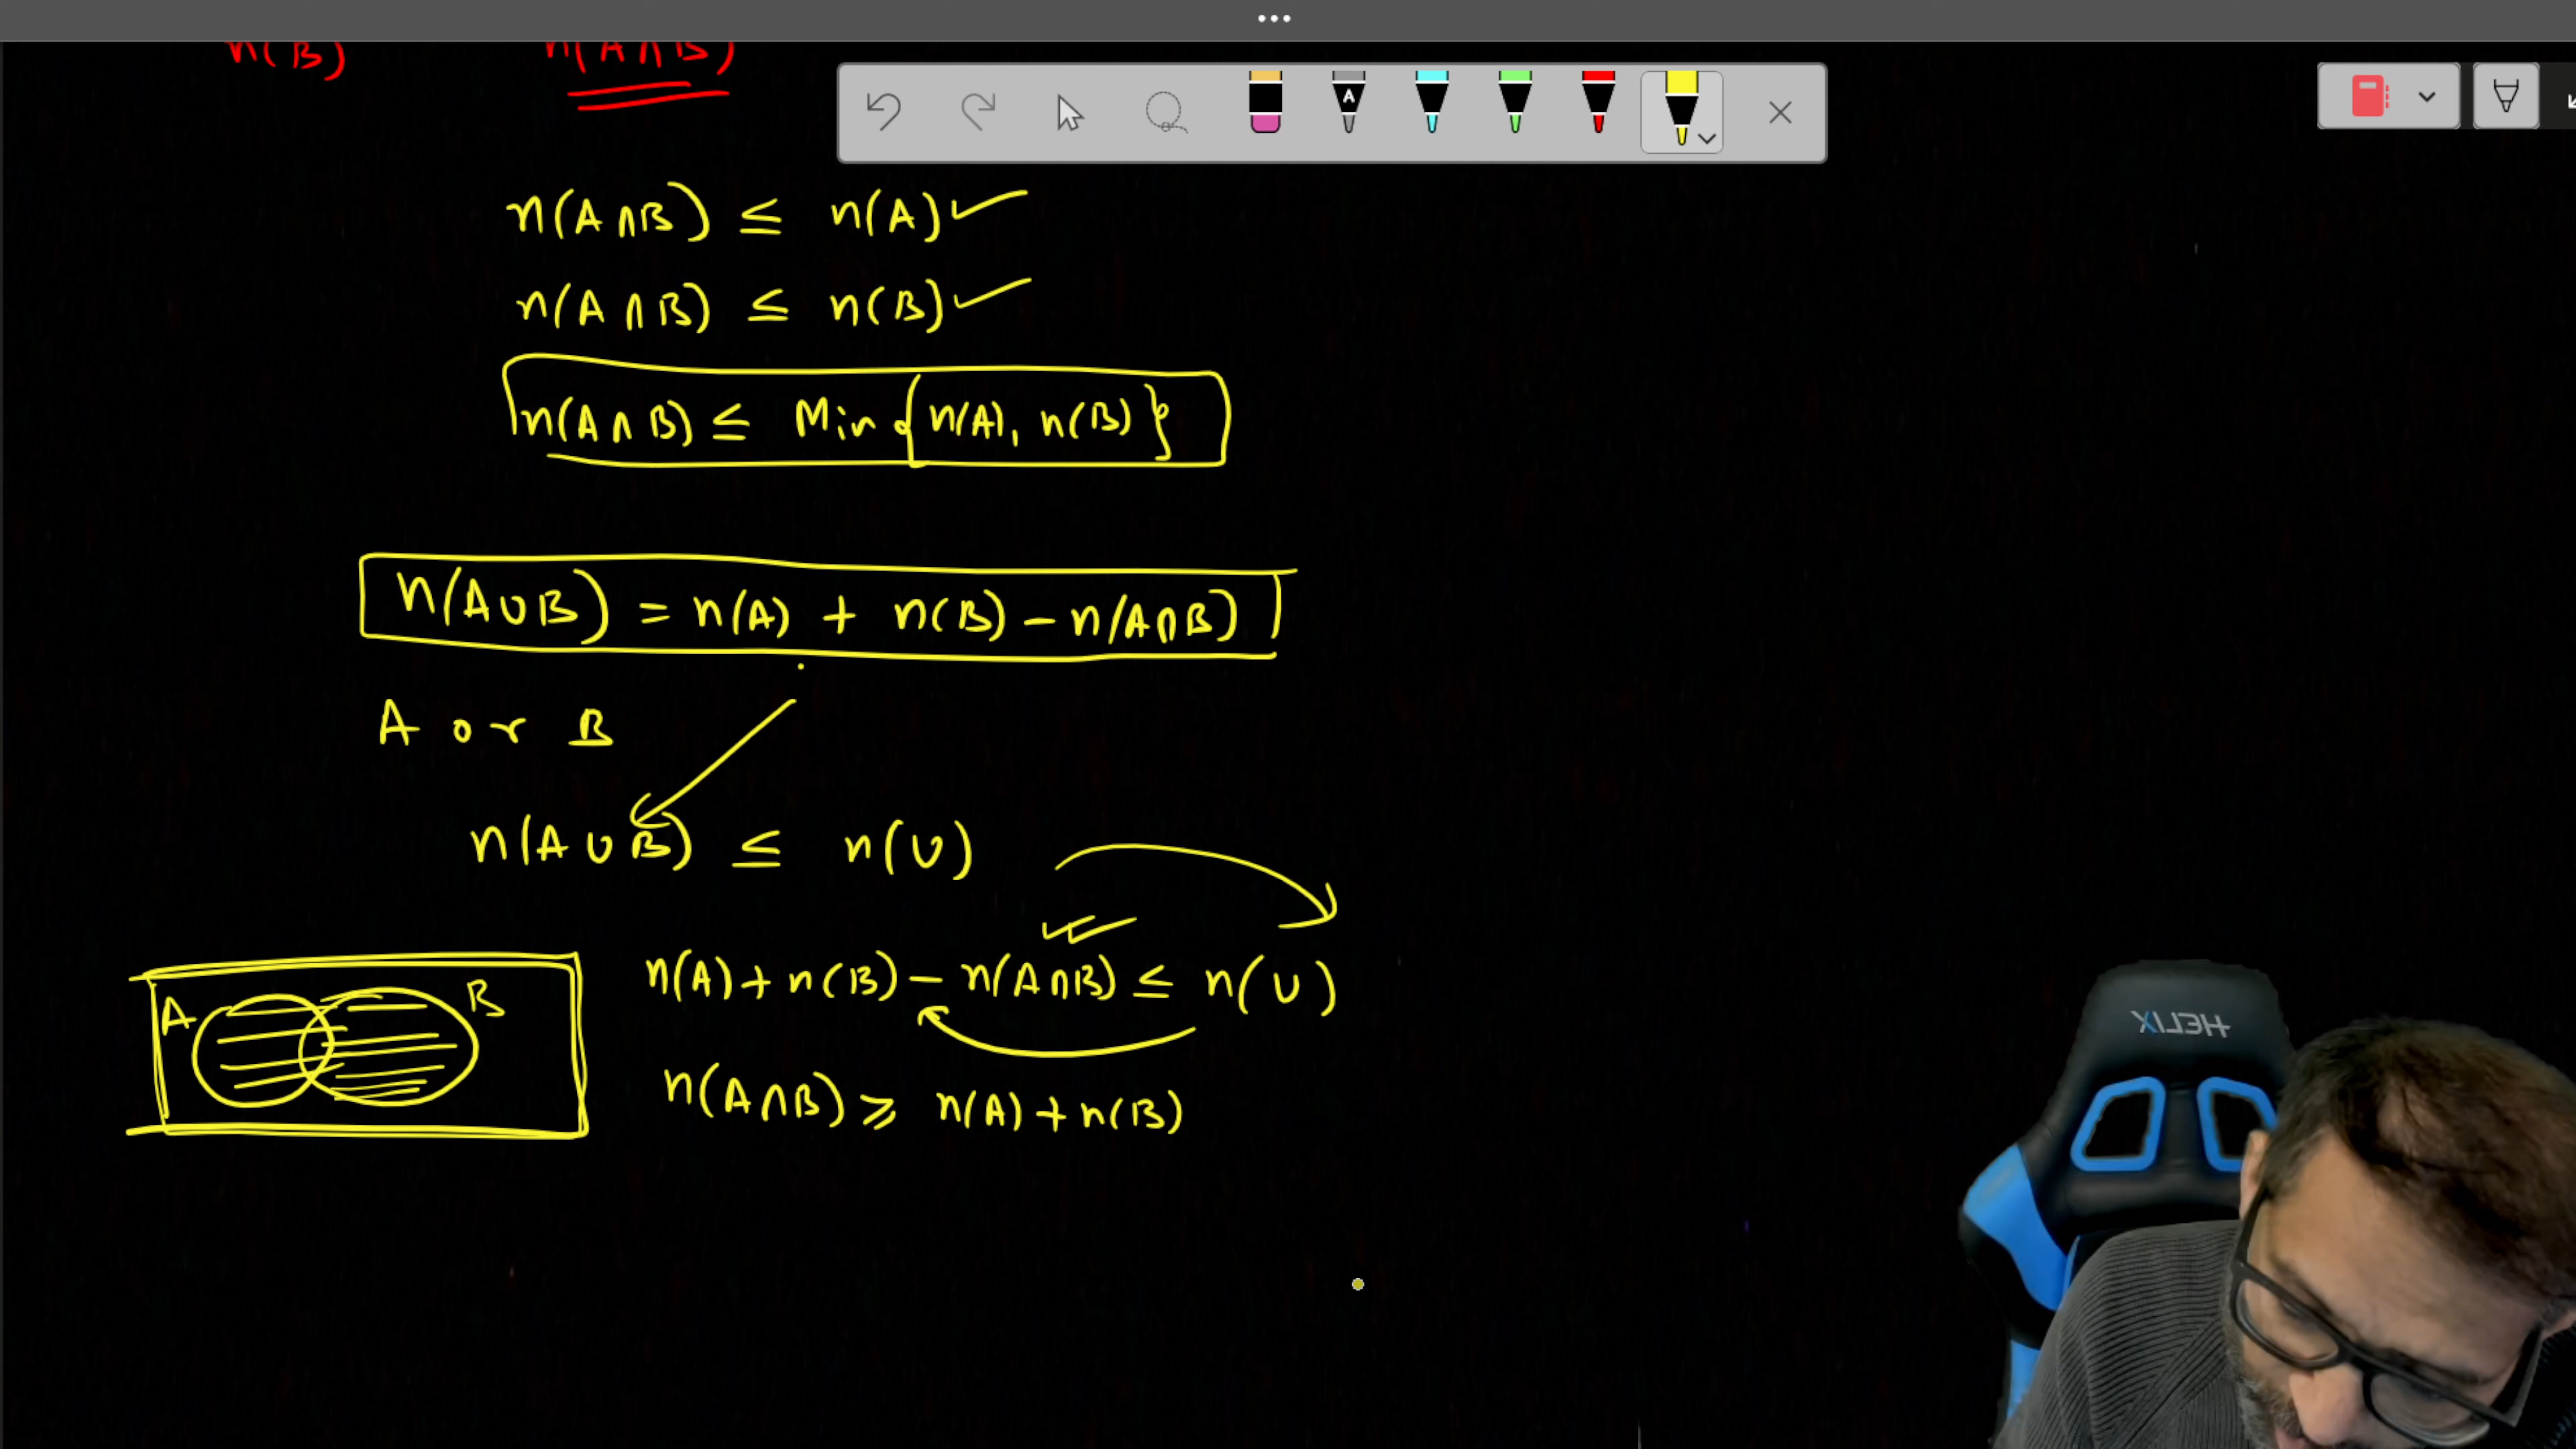 n(B) n(A∩B)
A
n(A∩B) ≤ n(A)
n(A∩B) ≤ n(B)
n(A∩B) ≤ Min {n(A), n(B)}
n(A∪B) = n(A) + n(B) - n(A∩B)
A or B
n(A∪B) ≤ n(U)
A B
n(A) + n(B) - n(A∩B) ≤ n(U)
n(A∩B) ≥ n(A) + n(B)
HELIX